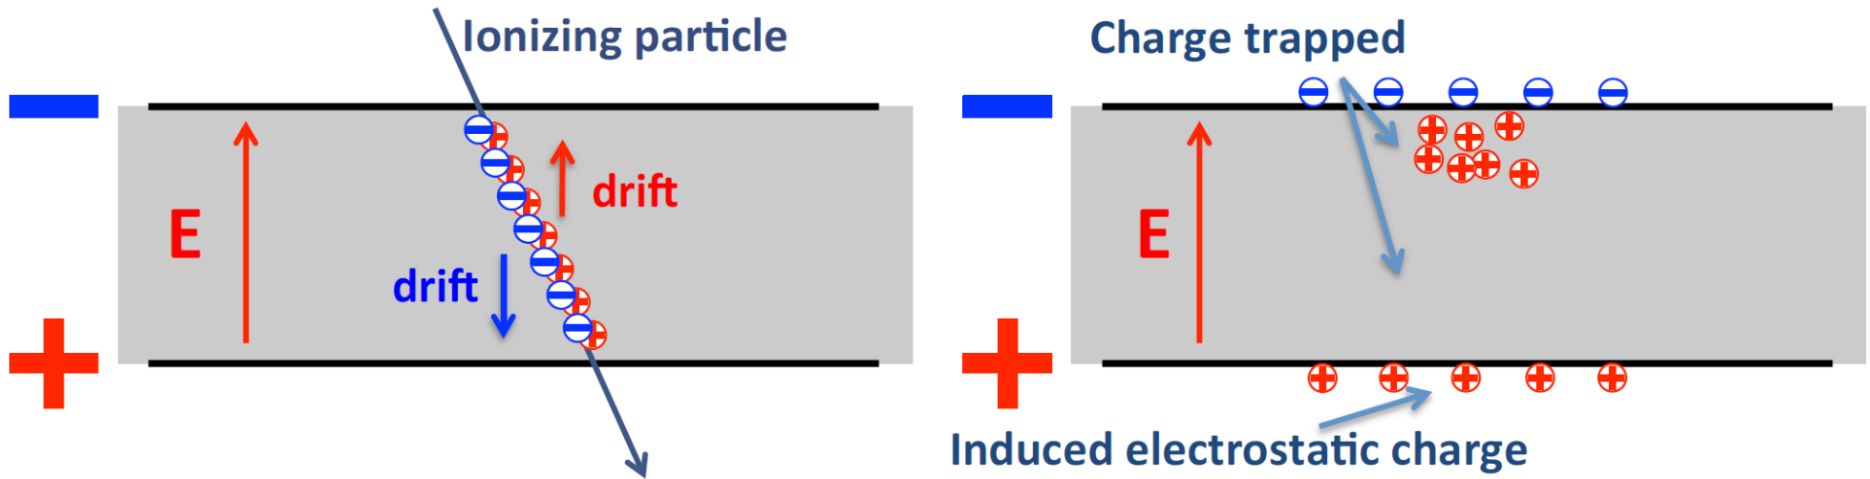 Ionizing particle
E
drift
drift
Charge trapped
E
Induced electrostatic charge